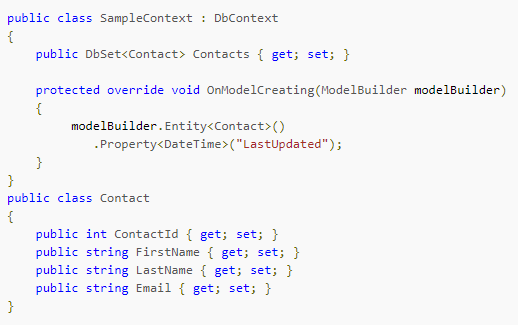 public class SampleContext : DbContext
{
    public DbSet<Contact> Contacts { get; set; }

    protected override void OnModelCreating(ModelBuilder modelBuilder)
    {
         modelBuilder.Entity<Contact>()
            .Property<DateTime>("LastUpdated");
    }
}
public class Contact
{
    public int ContactId { get; set; }
    public string FirstName { get; set; }
    public string LastName { get; set; }
    public string Email { get; set; }
}